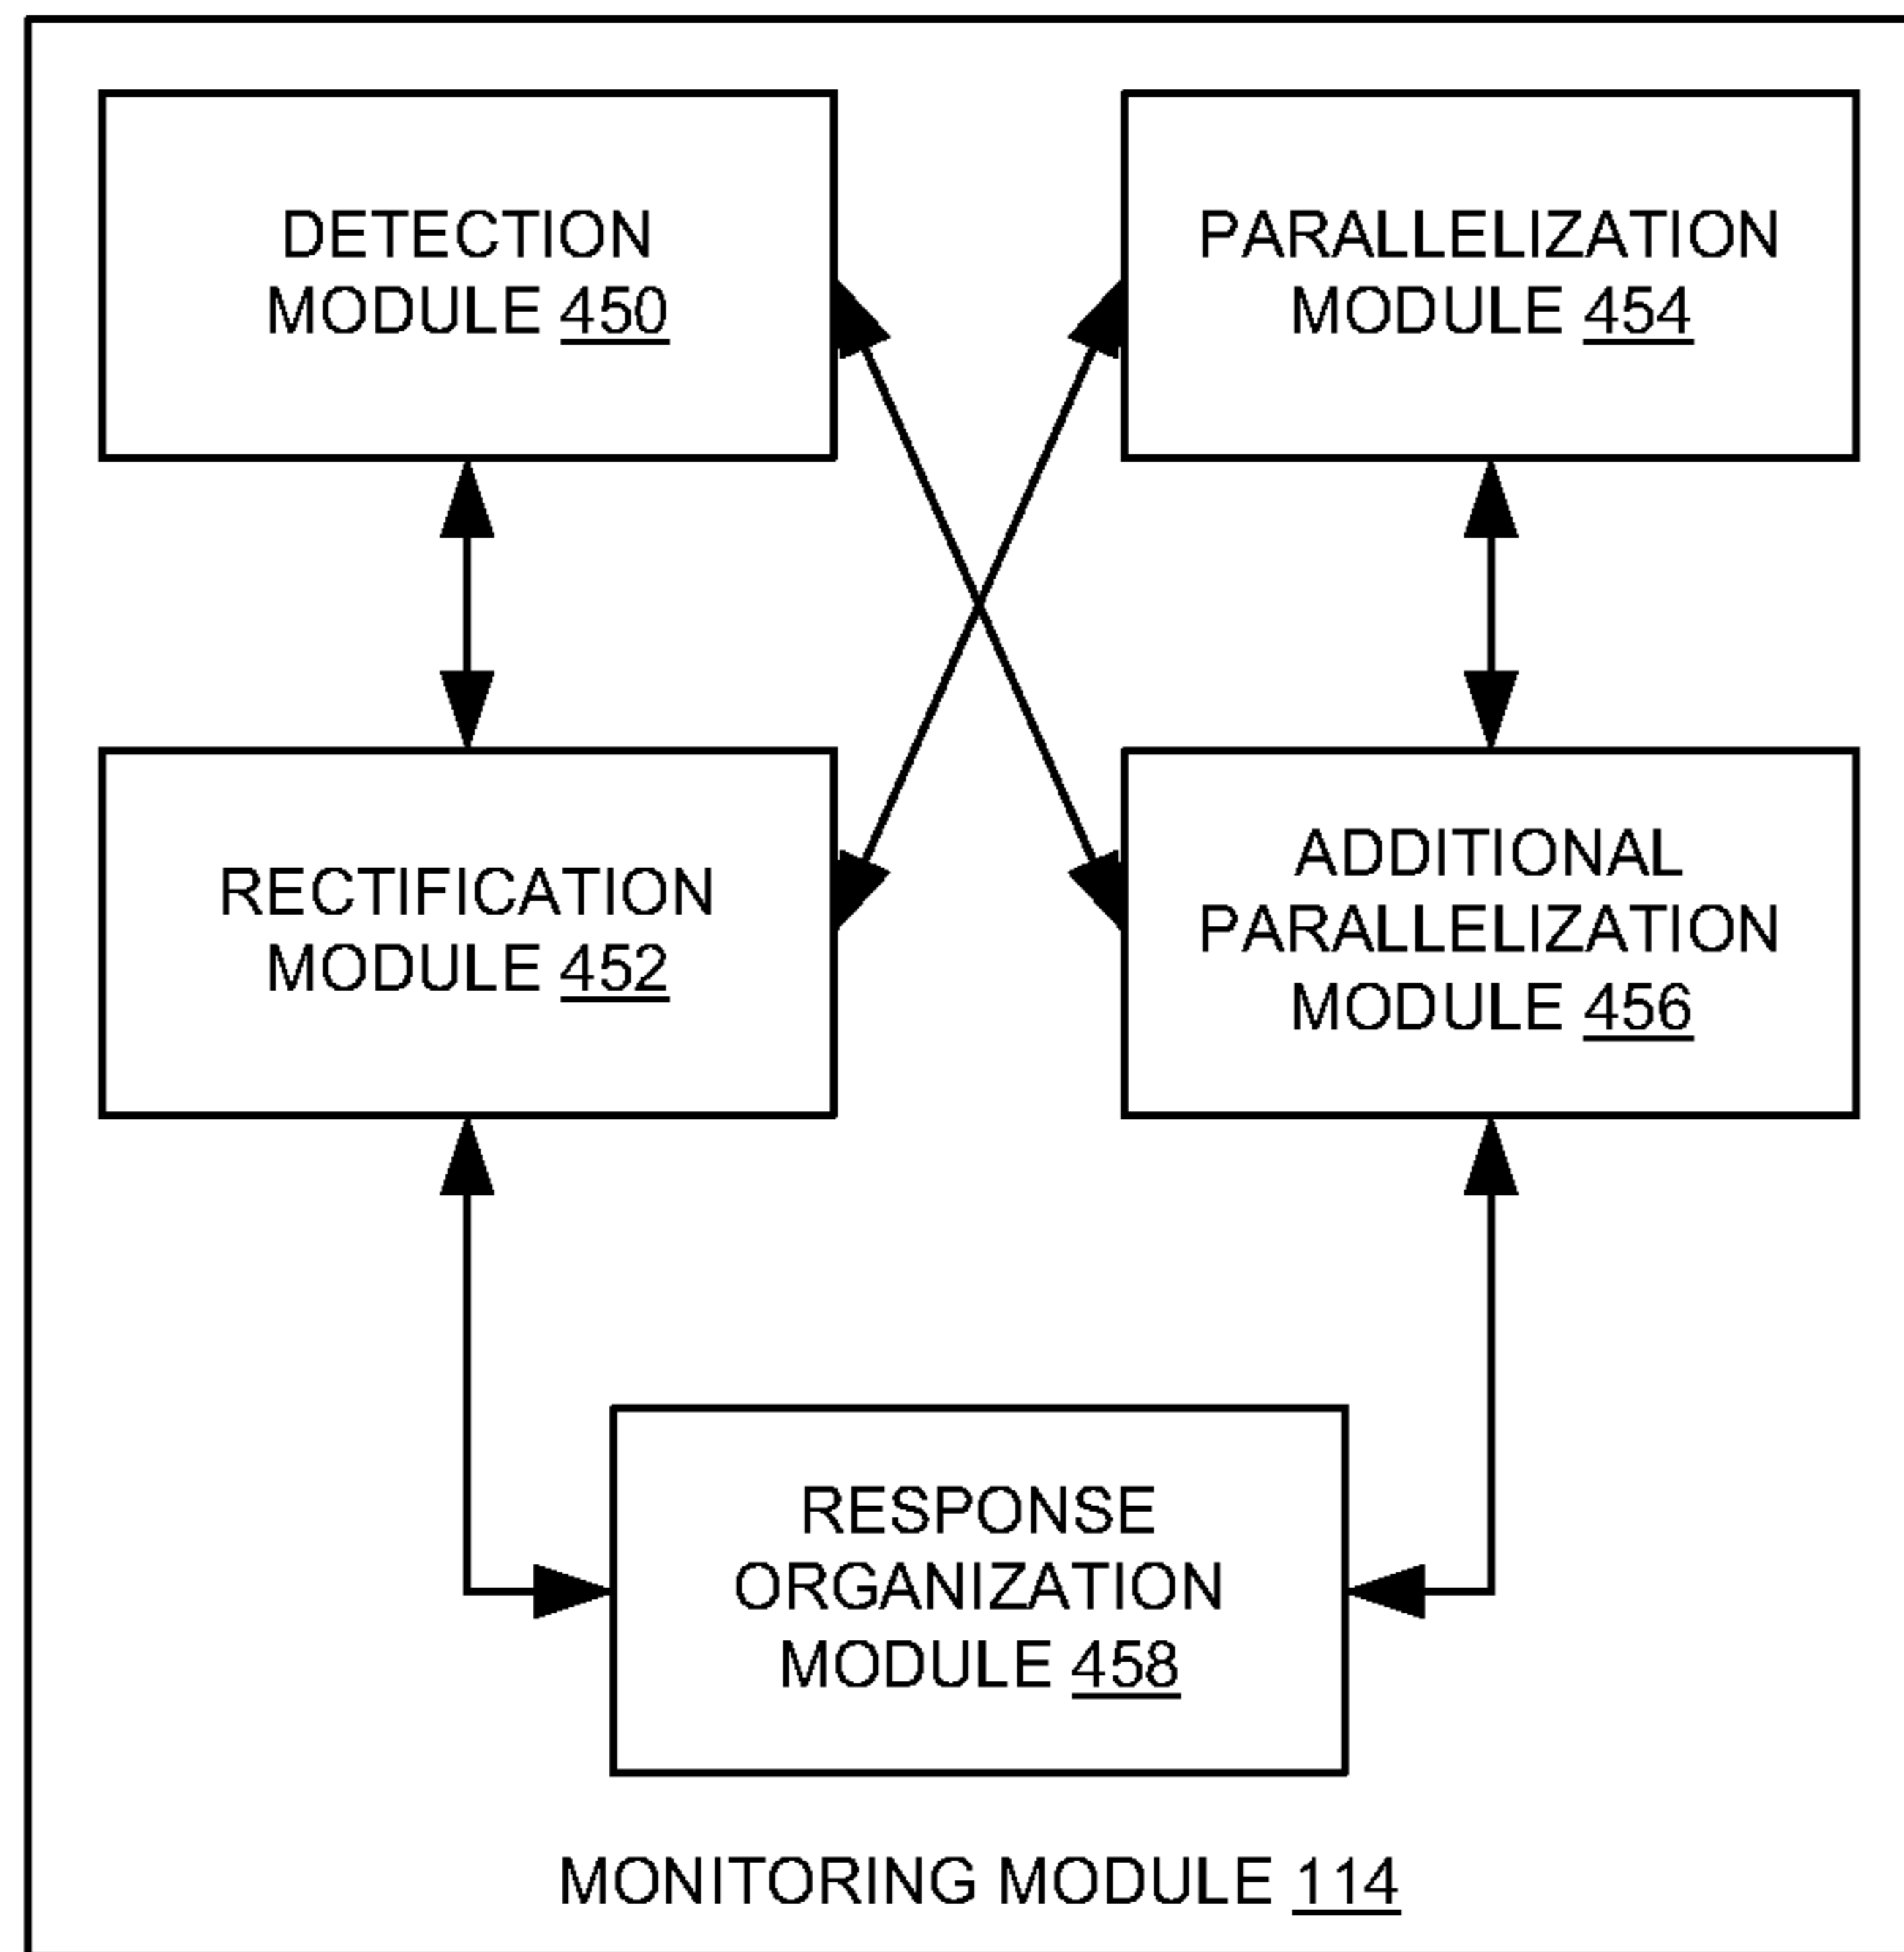 DETECTION
MODULE 450
PARALLELIZATION
MODULE 454
RECTIFICATION
MODULE 452
ADDITIONAL
PARALLELIZATION
MODULE 456
RESPONSE
ORGANIZATION
MODULE 458
MONITORING MODULE 114